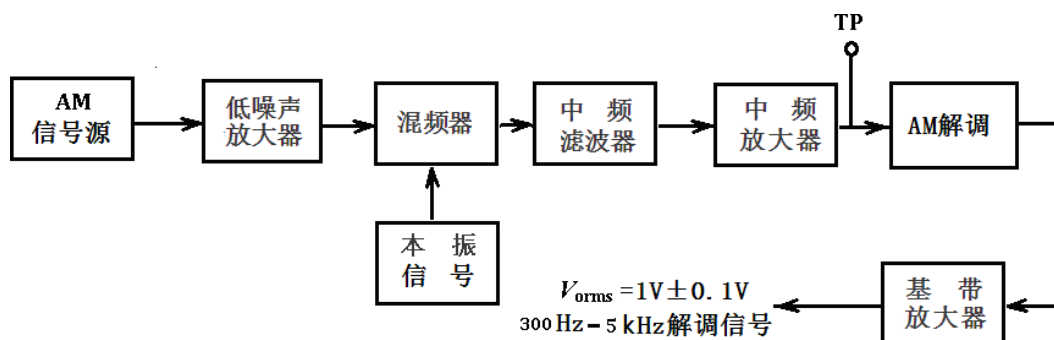 TP
AM
信号源
低噪声
放大器
混频器
中 频
滤波器
中 频
放大器
AM解调
本 振
信 号
Vorms =1V±0.1V
300 Hz－5 kHz解调信号
基 带
放大器